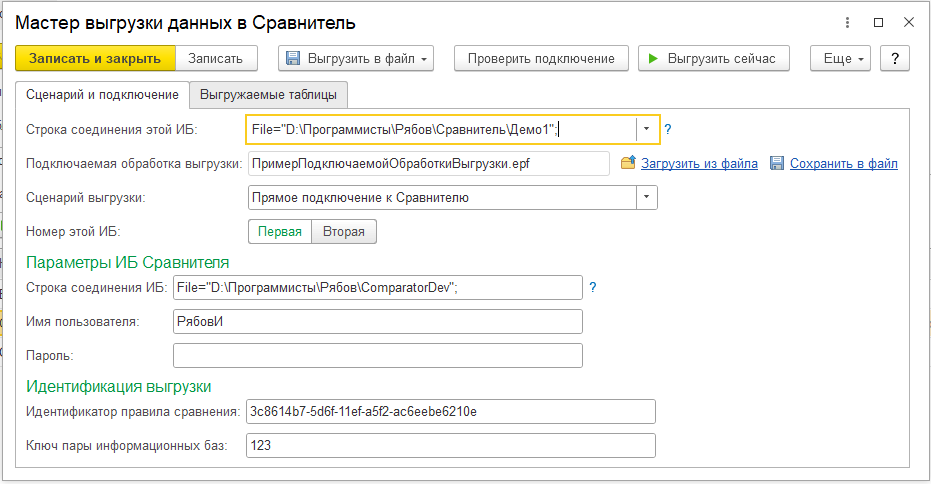 Мастер выгрузки данных в Сравнитель
Записать и закрыть Записать Выгрузить в файл Проверить подключение Выгрузить сейчас Еще ?
Сценарий и подключение Выгружаемые таблицы
Строка соединения этой ИБ: File="D:\Программисты\Рябов\Сравнитель\Демо1"; ?
Подключаемая обработка выгрузки: ПримерПодключаемойОбработкиВыгрузки.epf Загрузить из файла Сохранить в файл
Сценарий выгрузки: Прямое подключение к Сравнителю
Номер этой ИБ: Первая Вторая
Параметры ИБ Сравнителя
Строка соединения ИБ: File="D:\Программисты\Рябов\ComparatorDev"; ?
Имя пользователя: РябовИ
Пароль:
Идентификация выгрузки
Идентификатор правила сравнения: 3c8614b7-5d6f-11ef-a5f2-ac6eebe6210e
Ключ пары информационных баз: 123